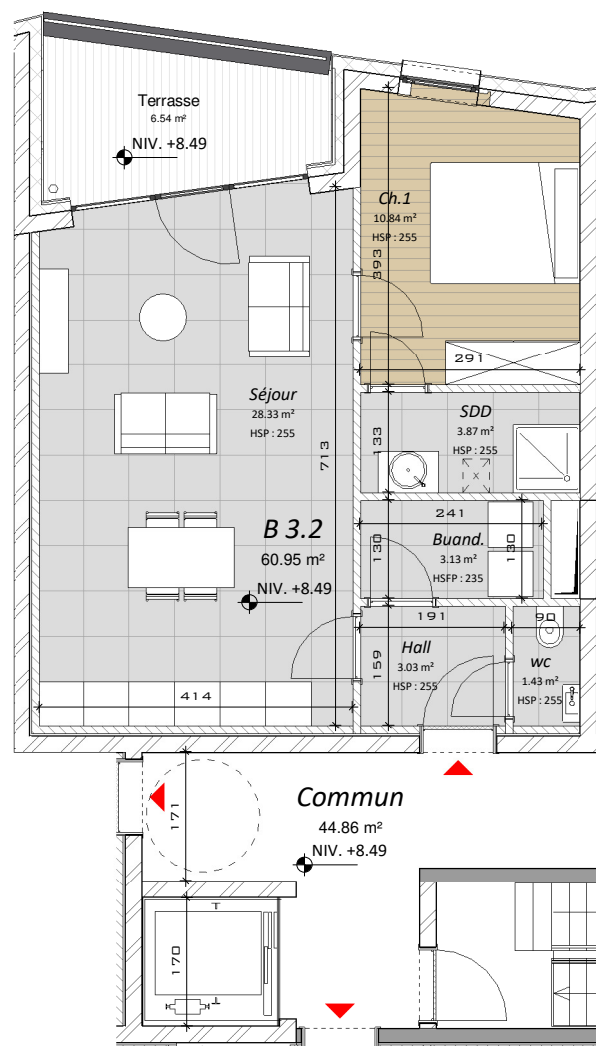 Terrasse
6.54 m²
NIV. +8.49
Ch.1
10.84 m²
HSP : 255
393
291
Séjour
28.33 m²
HSP : 255
713
SDD
3.87 m²
HSP : 255
133
B 3.2
60.95 m²
NIV. +8.49
241
Buand.
3.13 m²
HSFP : 235
130
130
191
90
Hall
3.03 m²
HSP : 255
159
wc
1.43 m²
HSP : 255
414
Commun
44.86 m²
NIV. +8.49
171
170